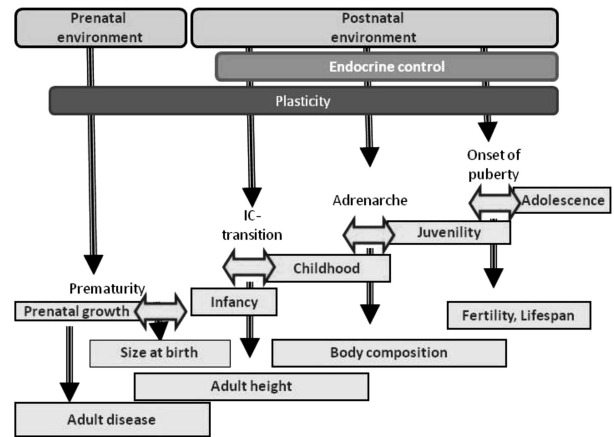 Prenatal
environment
Postnatal
environment
Endocrine control
Plasticity
Onset of
puberty
Adolescence
Adrenarche
Juvenility
IC-
transition
Childhood
Prematurity
Infancy
Prenatal growth
Fertility, Lifespan
Size at birth
Body composition
Adult height
Adult disease